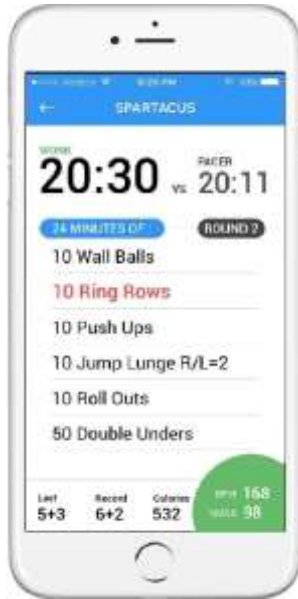 SPARTACUS
WORK
PACER
20:30 vs 20:11
24 MINUTES OF
ROUND 2
10 Wall Balls
10 Ring Rows
10 Push Ups
10 Jump Lunge R/L=2
10 Roll Outs
50 Double Unders
Last Record Calories
5+3 6+2 532
BPM 168
98